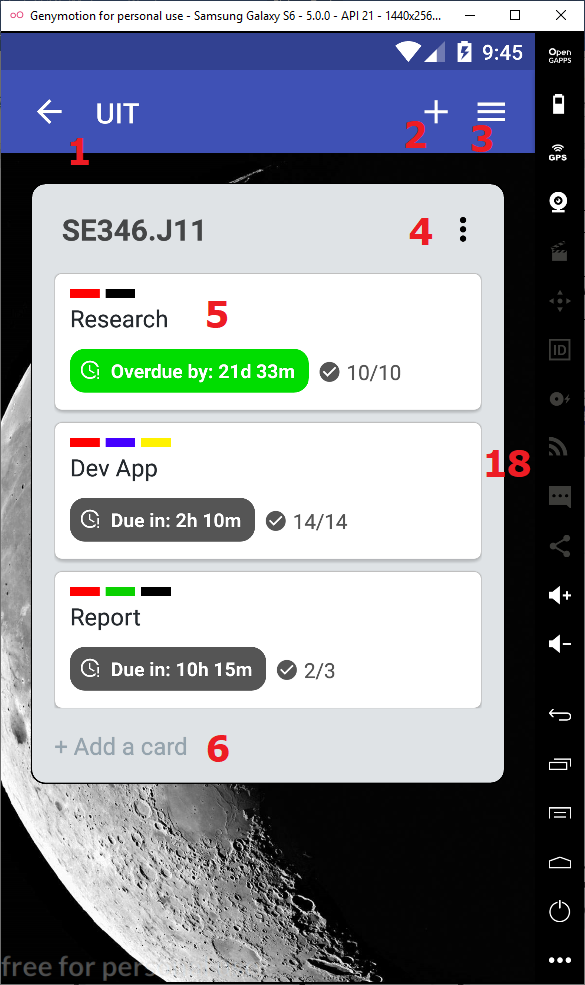 Genymotion for personal use - Samsung Galaxy S6 - 5.0.0 - API 21 - 1440x256...
9:45
Open
GAPPS
UIT
1
2
3
GPS
SE346.J11
4
Research
5
Overdue by: 21d 33m
10/10
ID
Dev App
18
Due in: 2h 10m
14/14
Report
Due in: 10h 15m
2/3
+ Add a card
6
free for pers